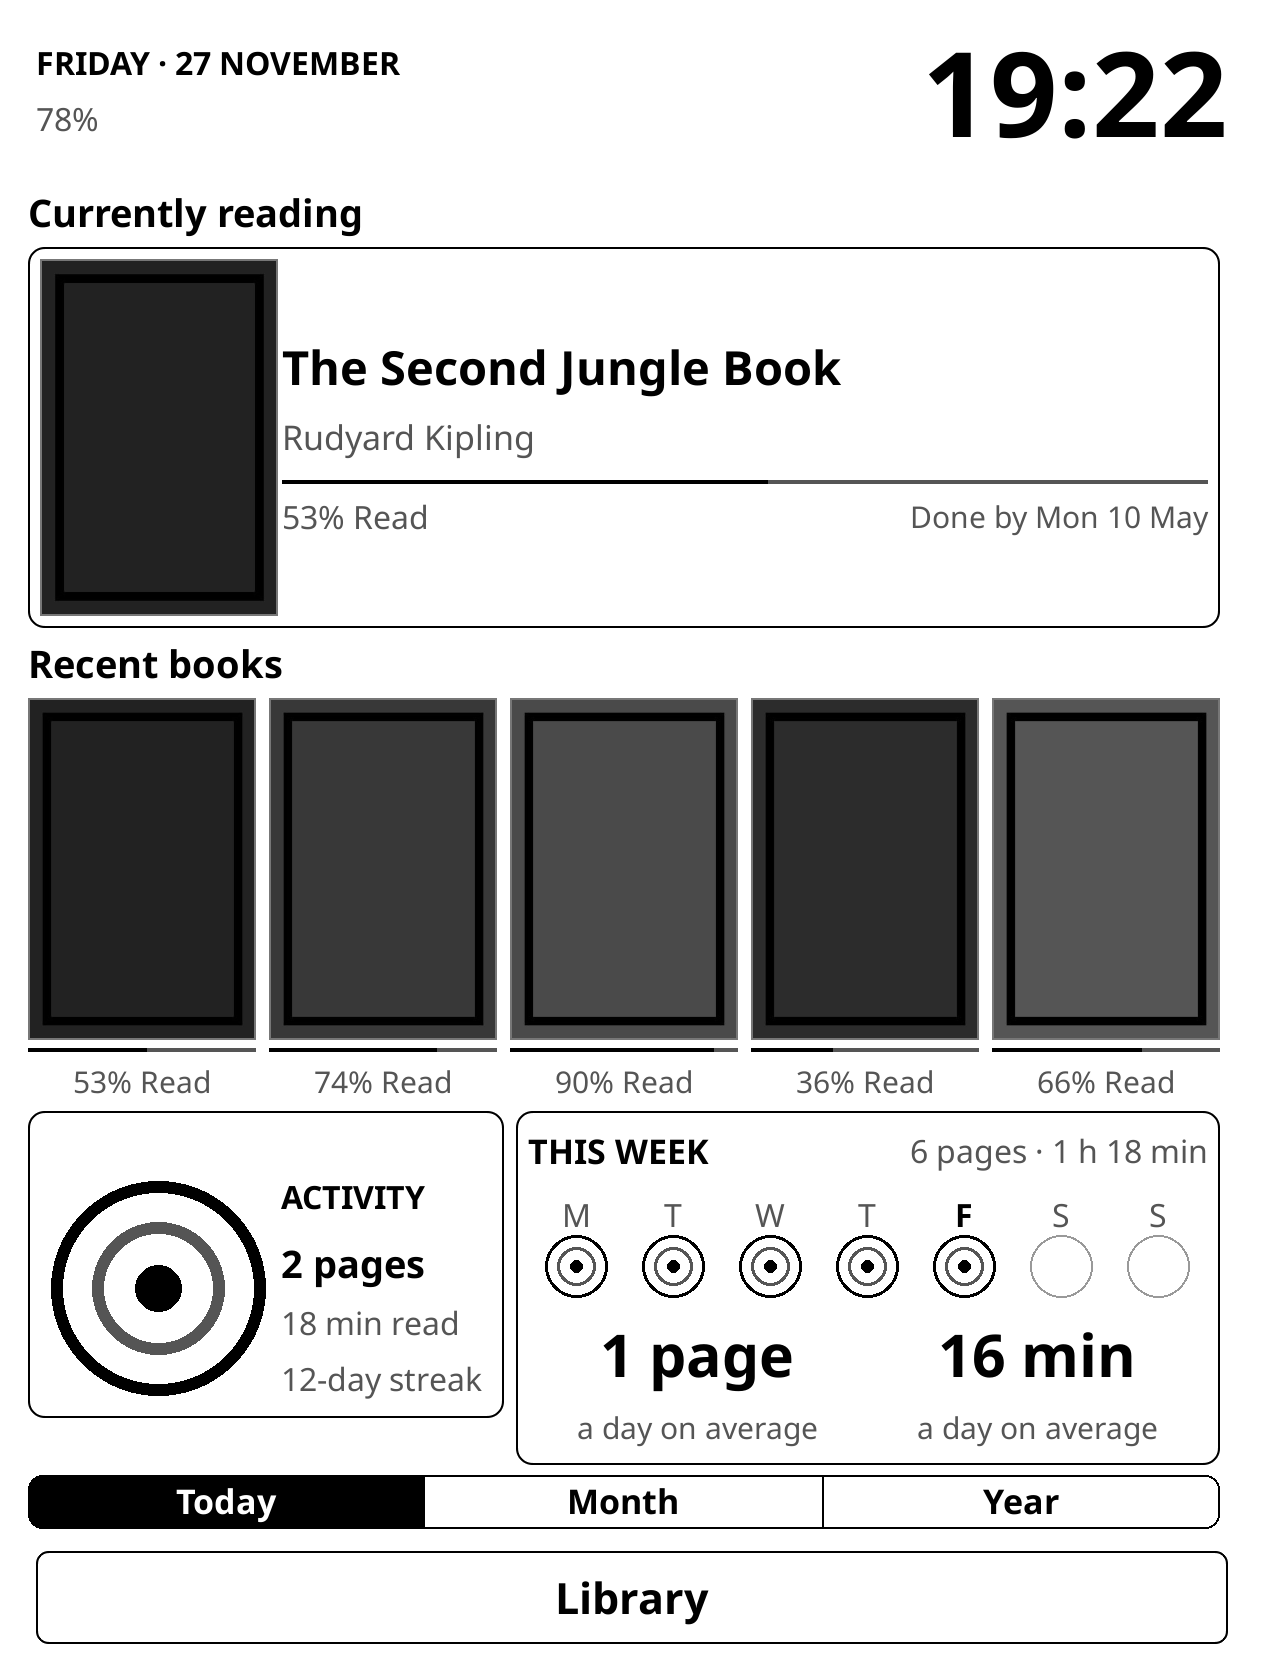 FRIDAY · 27 NOVEMBER
19:22
78%
Currently reading
The Second Jungle Book
Rudyard Kipling
53% Read
Done by Mon 10 May
Recent books
53% Read
74% Read
90% Read
36% Read
66% Read
ACTIVITY
2 pages
18 min read
12-day streak
THIS WEEK
6 pages · 1 h 18 min
M T W T F S S
1 page
16 min
a day on average
a day on average
Today
Month
Year
Library